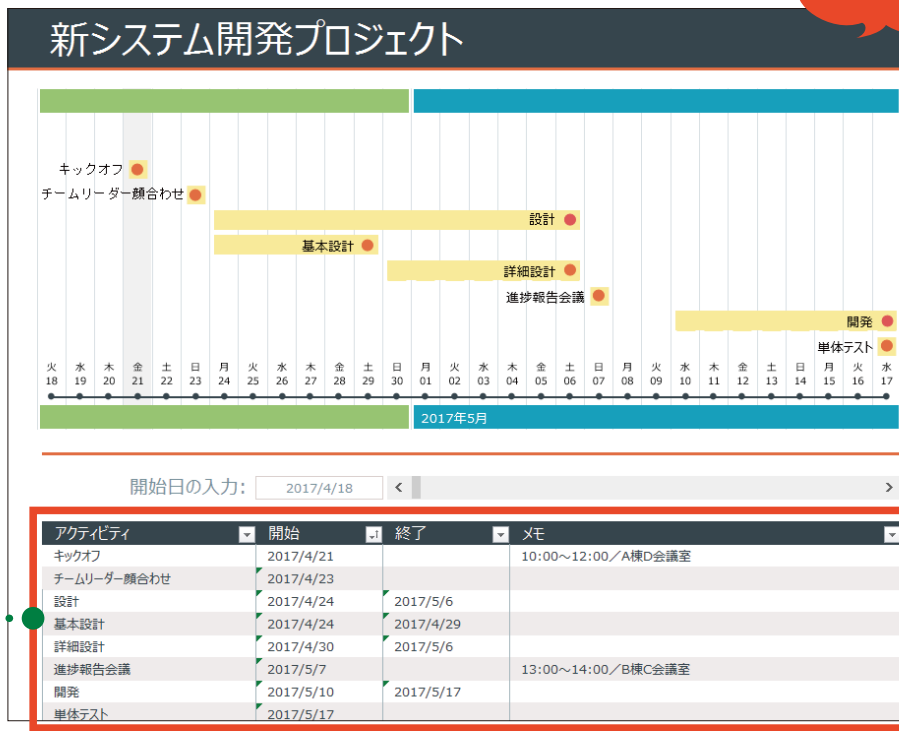 新システム開発プロジェクト
キックオフ
チームリーダー顔合わせ
設計
基本設計
詳細設計
進捗報告会議
開発
単体テスト
火 水 木 金 土 日 月 火 水 木 金 土 日 月 火 水 木 金 土 日 月 火 水 木 金 土 日 月 火 水
18 19 20 21 22 23 24 25 26 27 28 29 30 01 02 03 04 05 06 07 08 09 10 11 12 13 14 15 16 17
2017年5月
開始日の入力: 2017/4/18
アクティビティ 開始 終了 メモ
キックオフ 2017/4/21 10:00～12:00／A棟D会議室
チームリーダー顔合わせ 2017/4/23
設計 2017/4/24 2017/5/6
基本設計 2017/4/24 2017/4/29
詳細設計 2017/4/30 2017/5/6
進捗報告会議 2017/5/7 13:00～14:00／B棟C会議室
開発 2017/5/10 2017/5/17
単体テスト 2017/5/17